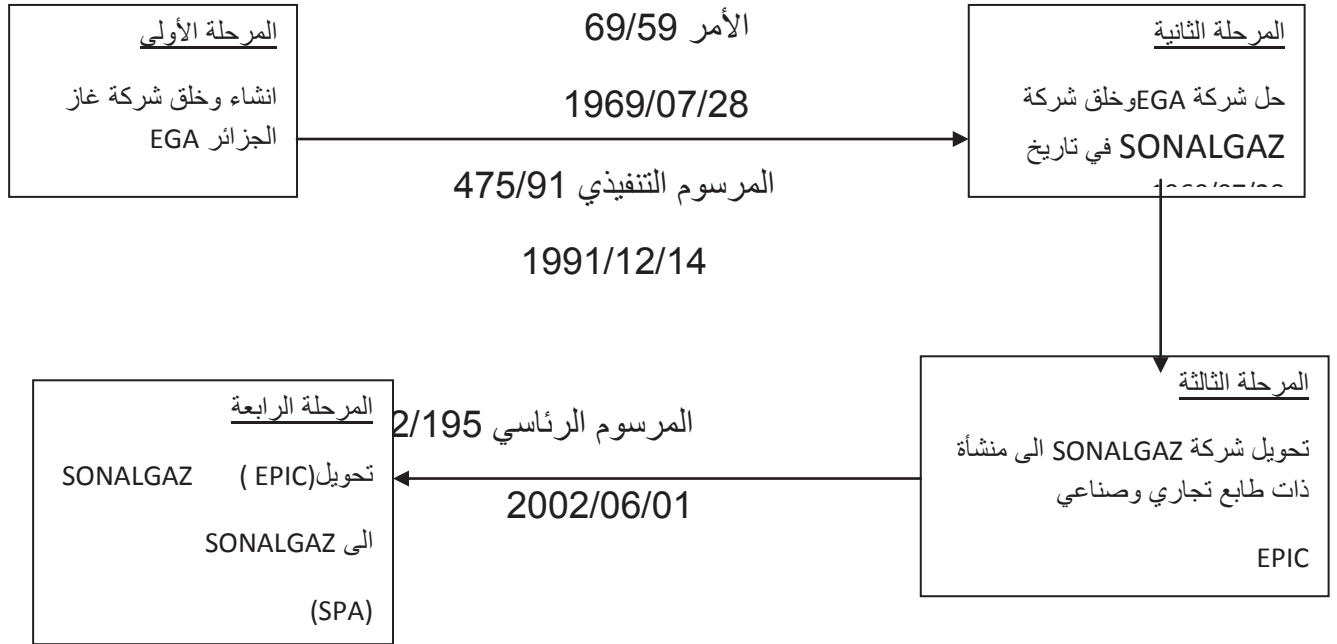 المرحلة الأولى
انشاء وخلق شركة غاز
الجزائر EGA
الأمر 69/59
1969/07/28
المرسوم التنفيذي 475/91
1991/12/14
المرحلة الثانية
حل شركة EGAوخلق شركة
SONALGAZ في تاريخ
المرحلة الثالثة
تحويل شركة SONALGAZ الى منشأة
ذات طابع تجاري وصناعي
EPIC
المرسوم الرئاسي 2/195
2002/06/01
المرحلة الرابعة
تحويل(EPIC ) SONALGAZ
الى SONALGAZ
(SPA)